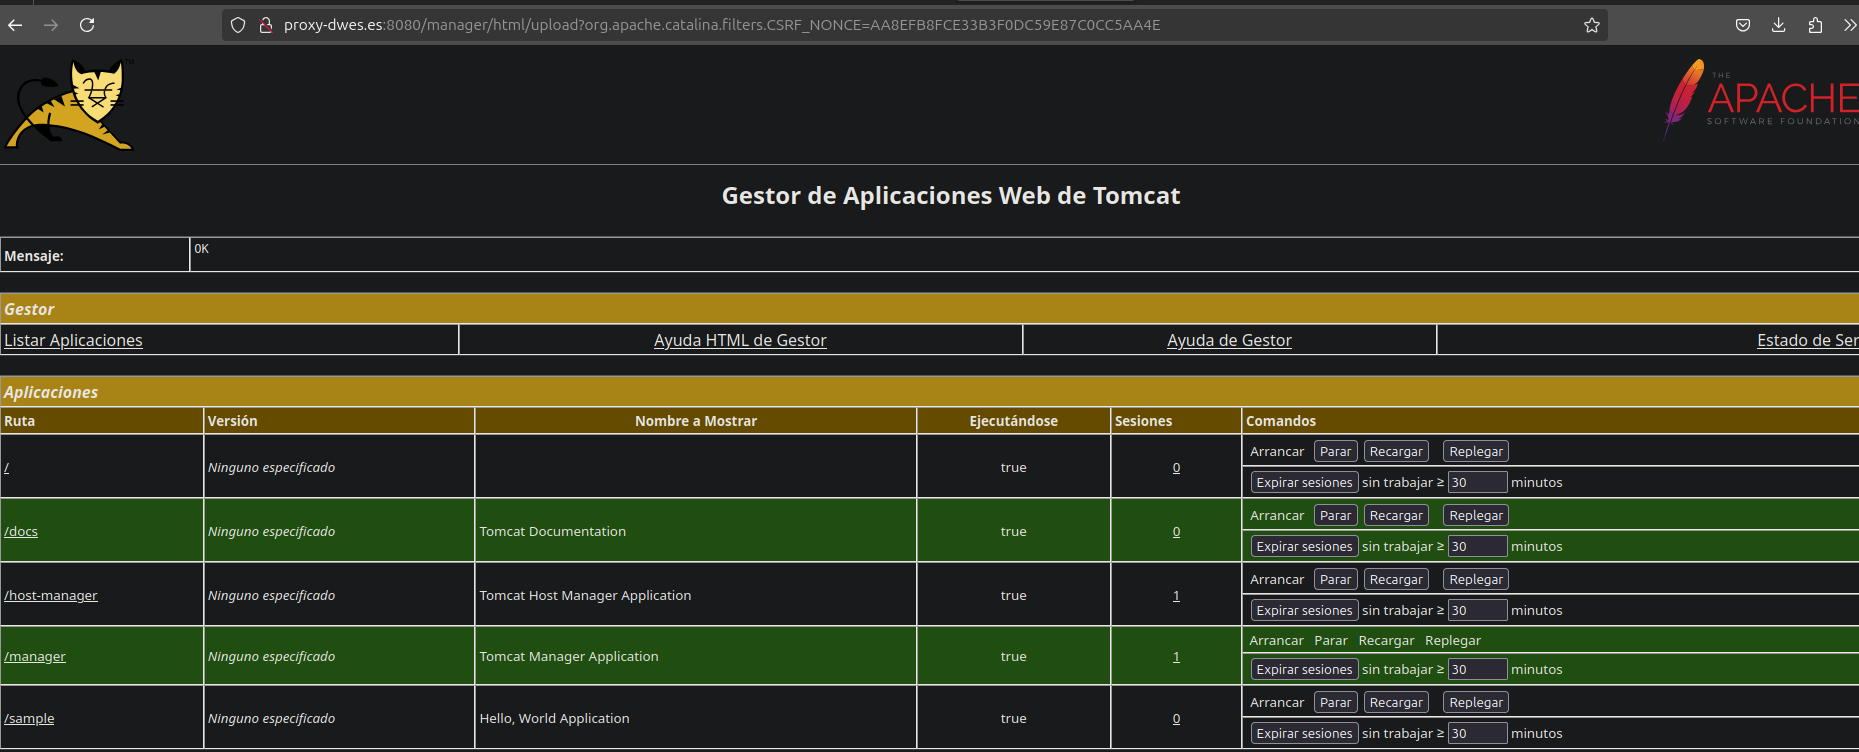 proxy-dwes.es:8080/manager/html/upload?org.apache.catalina.filters.CSRF_NONCE=AA8EFB8FCE33B3F0DC59E87C0CC5AA4E
TM
THE
APACHE
SOFTWARE FOUNDATION
Gestor de Aplicaciones Web de Tomcat
Mensaje: OK
Gestor
Listar Aplicaciones Ayuda HTML de Gestor Ayuda de Gestor Estado de Ser
Aplicaciones
Ruta Versión Nombre a Mostrar Ejecutándose Sesiones Comandos
/ Ninguno especificado true 0 Arrancar Parar Recargar Replegar
Expirar sesiones sin trabajar ≥ 30 minutos
/docs Ninguno especificado Tomcat Documentation true 0 Arrancar Parar Recargar Replegar
Expirar sesiones sin trabajar ≥ 30 minutos
/host-manager Ninguno especificado Tomcat Host Manager Application true 1 Arrancar Parar Recargar Replegar
Expirar sesiones sin trabajar ≥ 30 minutos
/manager Ninguno especificado Tomcat Manager Application true 1 Arrancar Parar Recargar Replegar
Expirar sesiones sin trabajar ≥ 30 minutos
/sample Ninguno especificado Hello, World Application true 0 Arrancar Parar Recargar Replegar
Expirar sesiones sin trabajar ≥ 30 minutos